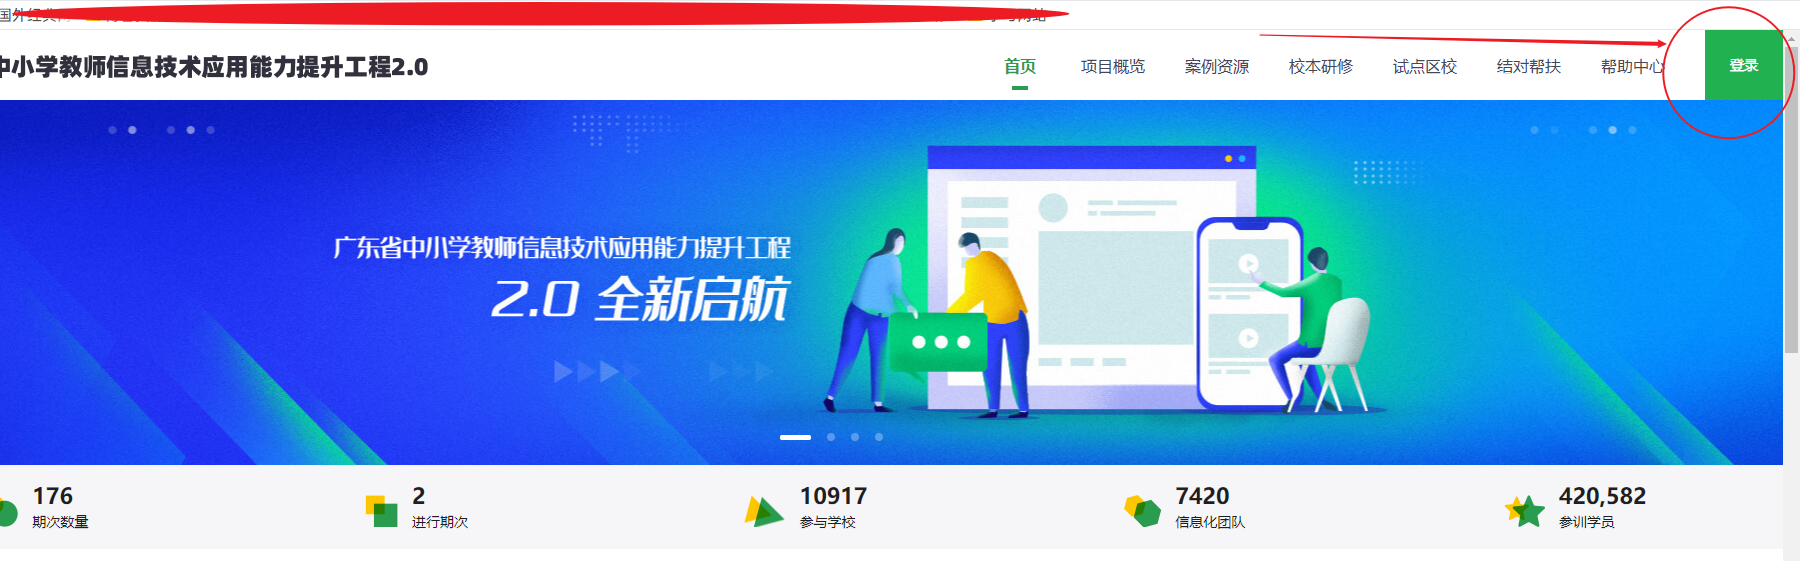 国外经典
网站
中小学教师信息技术应用能力提升工程2.0
首页 项目概览 案例资源 校本研修 试点区校 结对帮扶 帮助中心 登录
广东省中小学教师信息技术应用能力提升工程
2.0 全新启航
176 2 10917 7420 420,582
期次数量 进行期次 参与学校 信息化团队 参训学员